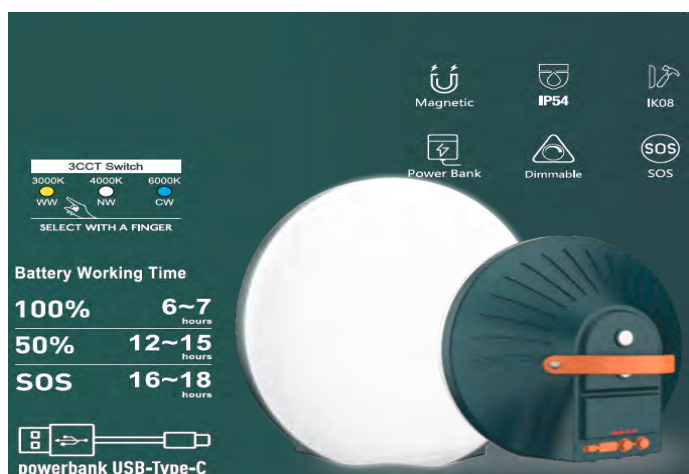 Magnetic
IP54
IK08
Power Bank
Dimmable
SOS
SOS
3CCT Switch
3000K 4000K 6000K
WW NW CW
SELECT WITH A FINGER
Battery Working Time
100% 6~7
hours
50% 12~15
hours
SOS 16~18
hours
powerbank USB-Type-C